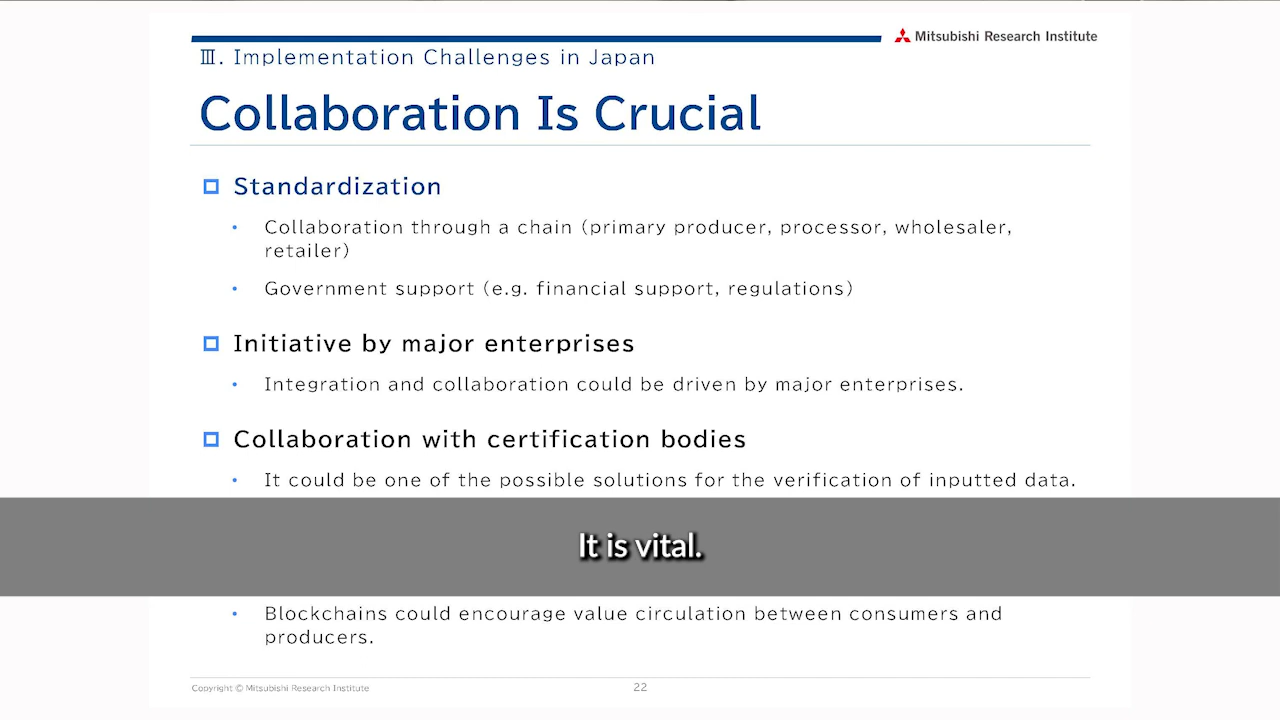 Mitsubishi Research Institute
Ⅲ. Implementation Challenges in Japan
Collaboration Is Crucial
Standardization
• Collaboration through a chain (primary producer, processor, wholesaler,
retailer)
• Government support (e.g. financial support, regulations)
Initiative by major enterprises
• Integration and collaboration could be driven by major enterprises.
Collaboration with certification bodies
• It could be one of the possible solutions for the verification of inputted data.
It is vital.
• Blockchains could encourage value circulation between consumers and
producers.
Copyright © Mitsubishi Research Institute
22